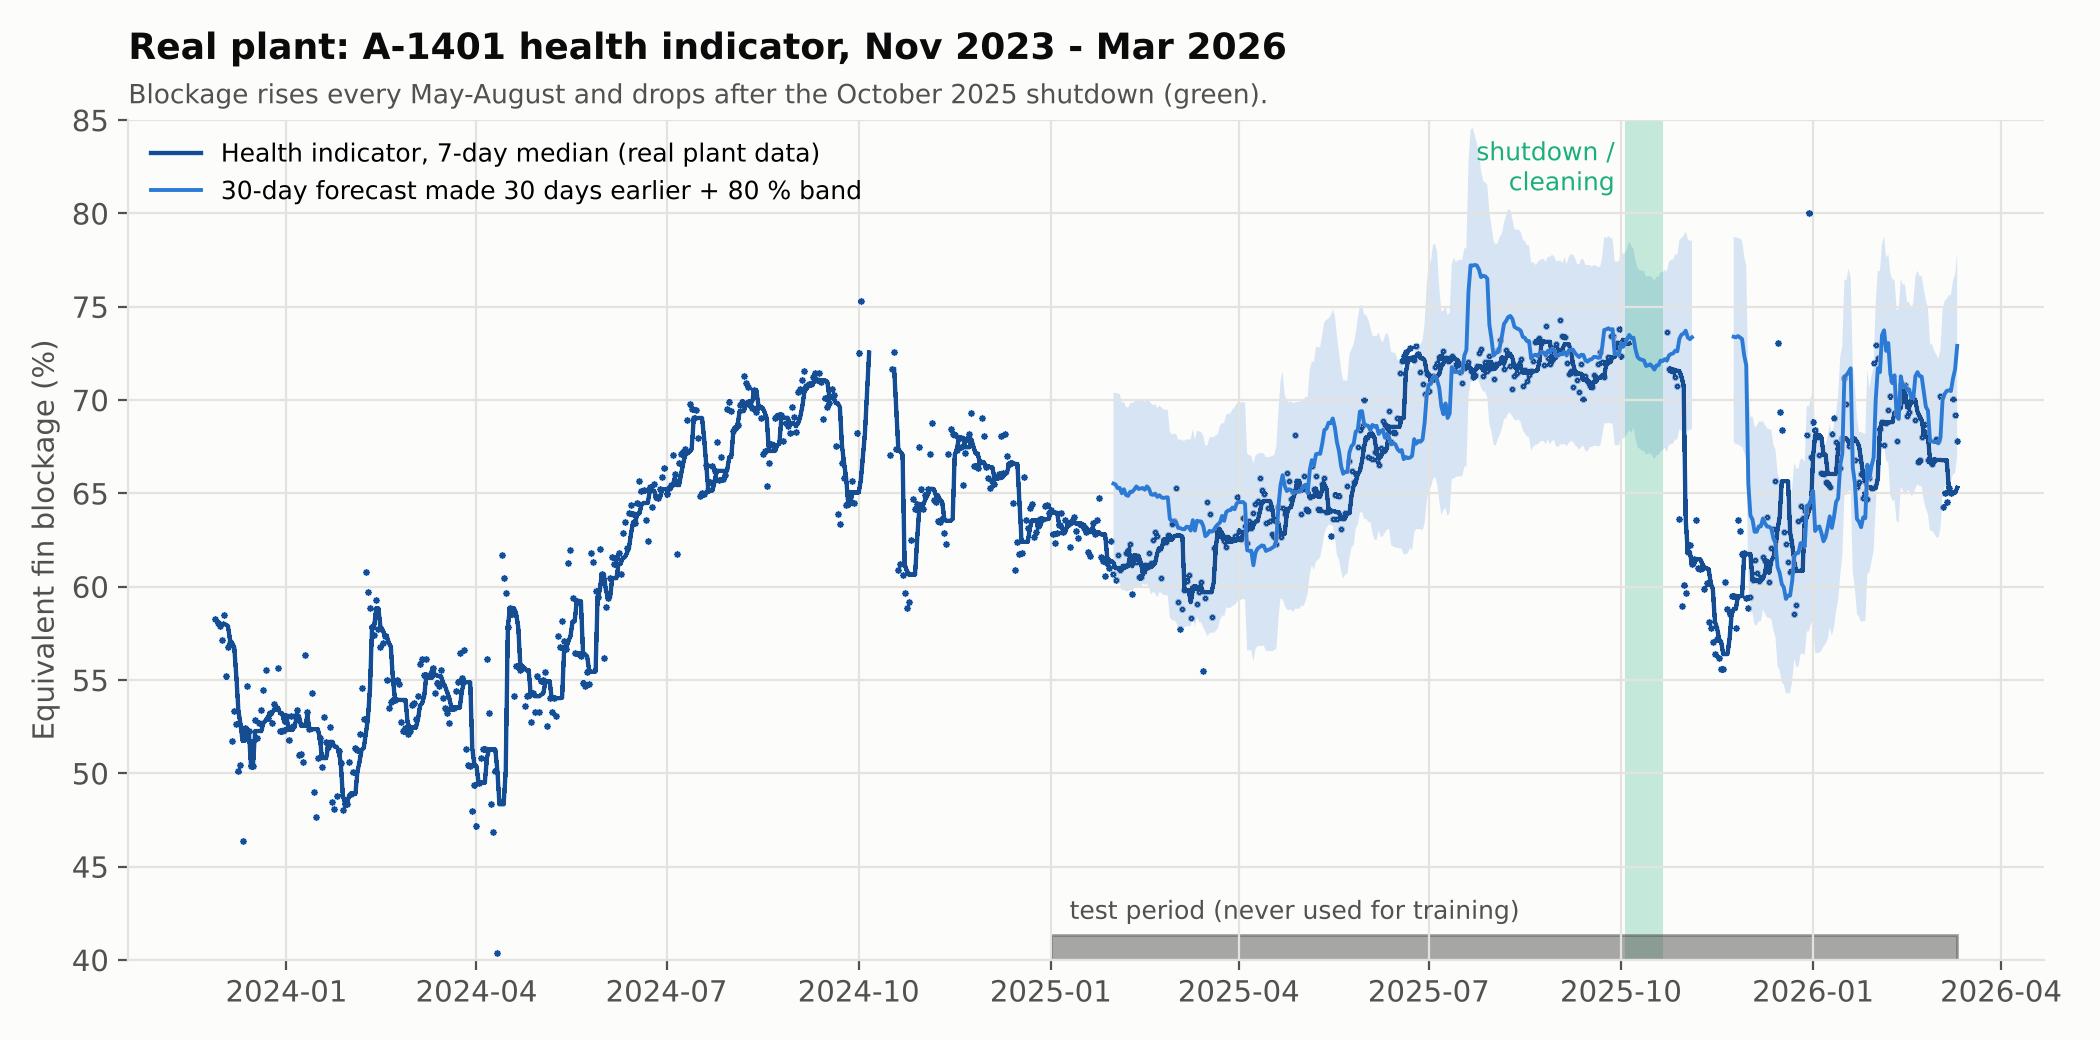 Real plant: A-1401 health indicator, Nov 2023 - Mar 2026
Blockage rises every May-August and drops after the October 2025 shutdown (green).
Health indicator, 7-day median (real plant data)
30-day forecast made 30 days earlier + 80 % band
shutdown /
cleaning
Equivalent fin blockage (%)
85
80
75
70
65
60
55
50
45
40
test period (never used for training)
2024-01
2024-04
2024-07
2024-10
2025-01
2025-04
2025-07
2025-10
2026-01
2026-04